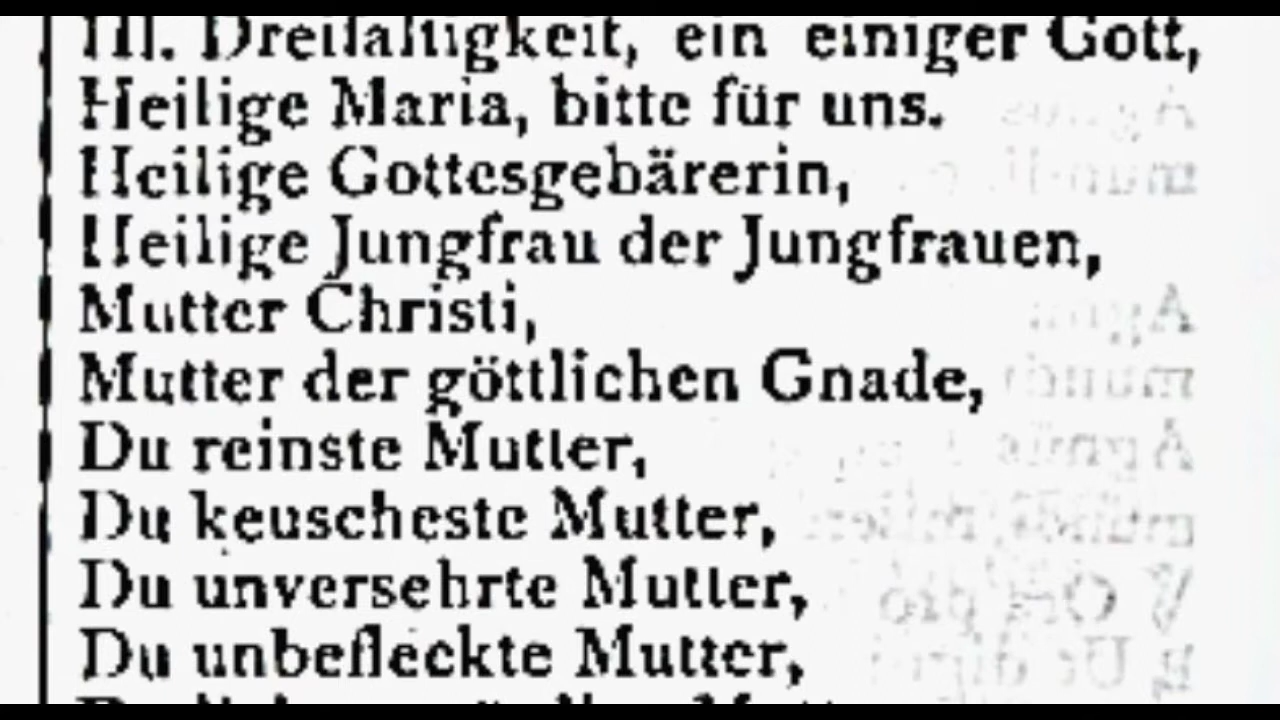 Hl. Dreifaltigkeit, ein einiger Gott,
Heilige Maria, bitte für uns.
Heilige Gottesgebärerin,
Heilige Jungfrau der Jungfrauen,
Mutter Christi,
Mutter der göttlichen Gnade,
Du reinste Mutter,
Du keuscheste Mutter,
Du unversehrte Mutter,
Du unbefleckte Mutter,